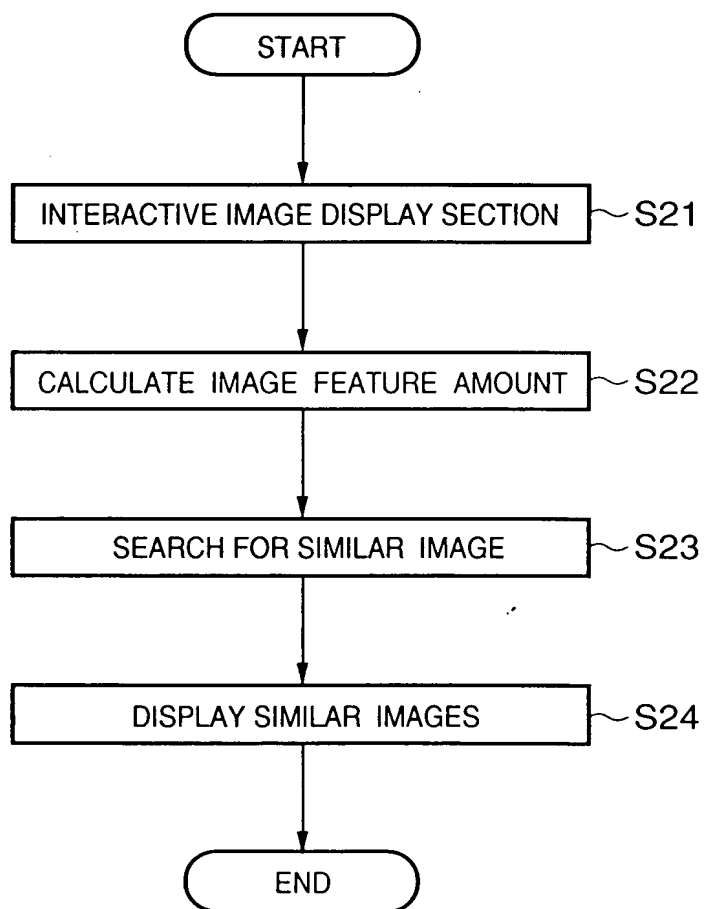 START
INTERACTIVE IMAGE DISPLAY SECTION S21
CALCULATE IMAGE FEATURE AMOUNT S22
SEARCH FOR SIMILAR IMAGE S23
DISPLAY SIMILAR IMAGES S24
END